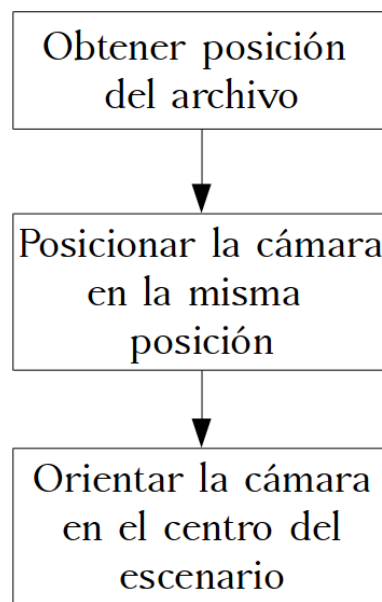 Obtener posición
del archivo
Posicionar la cámara
en la misma
posición
Orientar la cámara
en el centro del
escenario